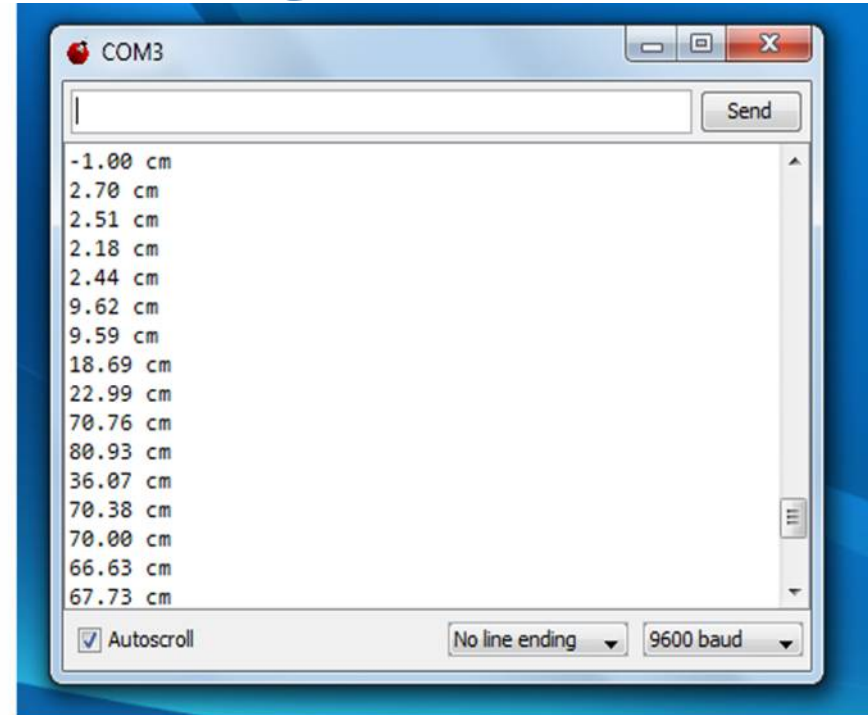 COM3
Send
-1.00 cm
2.70 cm
2.51 cm
2.18 cm
2.44 cm
9.62 cm
9.59 cm
18.69 cm
22.99 cm
70.76 cm
80.93 cm
36.07 cm
70.38 cm
70.00 cm
66.63 cm
67.73 cm
Autoscroll No line ending 9600 baud